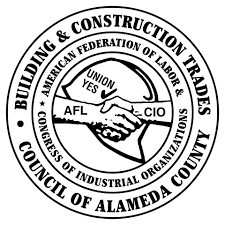 • BUILDING & CONSTRUCTION TRADES •
COUNCIL OF ALAMEDA COUNTY
★ AMERICAN FEDERATION OF LABOR & ★
CONGRESS OF INDUSTRIAL ORGANIZATIONS
UNION
YES
AFL CIO